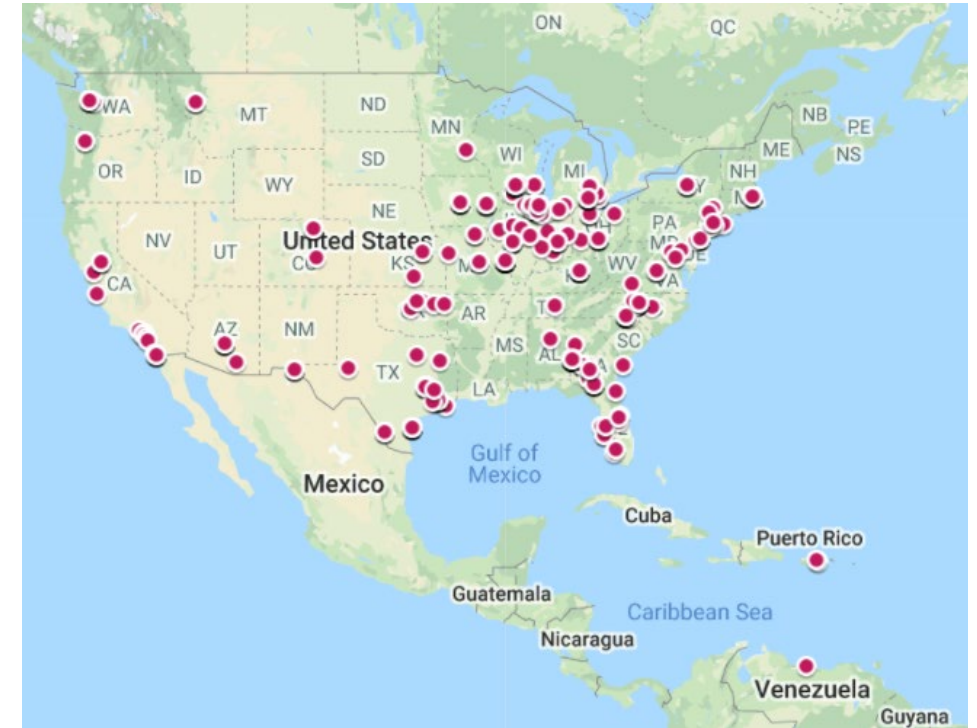 ON
QC
WA
MT
ND
MN
NB
PE
NS
ME
NH
OR
ID
SD
WI
MI
WY
NE
PA
NV
UT
United States
KS
WV
VA
CA
AZ
NM
AR
MS
AL
SC
TX
LA
Gulf of
Mexico
Mexico
Cuba
Puerto Rico
Guatemala
Caribbean Sea
Nicaragua
Venezuela
Guyana